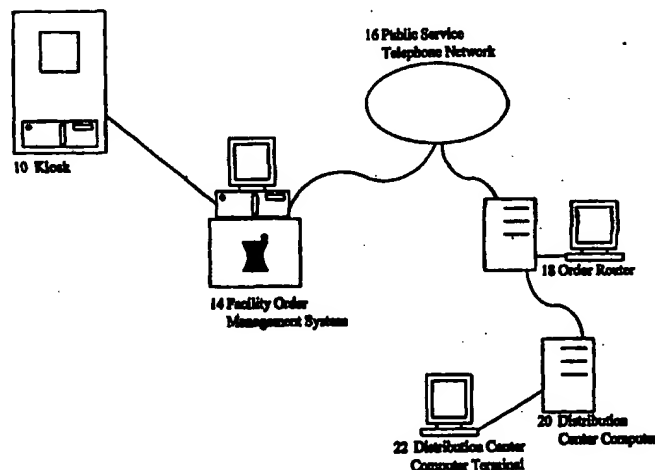 16 Public Service
Telephone Network
10 Kiosk
14 Facility Order
Management System
18 Order Router
20 Distribution
Center Computer
22 Distribution Center
Computer Terminal